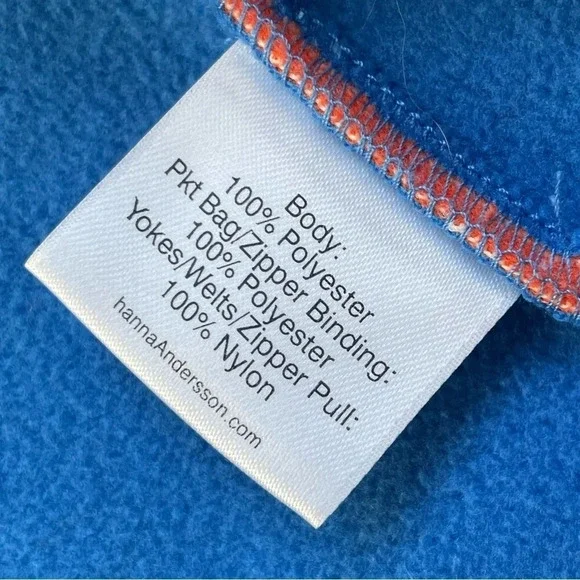 Body:
100% Polyester
Pkt Bag/Zipper Binding:
100% Polyester
Yokes/Welts/Zipper Pull:
100% Nylon
hannaAndersson.com